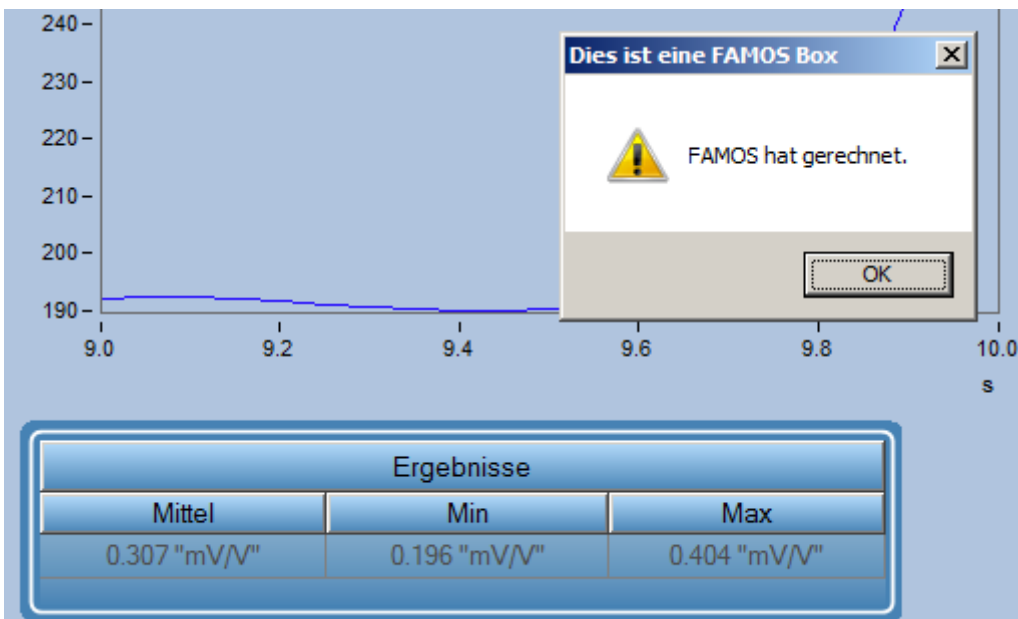 240
Dies ist eine FAMOS Box
230
220
FAMOS hat gerechnet.
210
200
OK
190
9.0 9.2 9.4 9.6 9.8 10.0
s
Ergebnisse
Mittel Min Max
0.307 "mV/V" 0.196 "mV/V" 0.404 "mV/V"